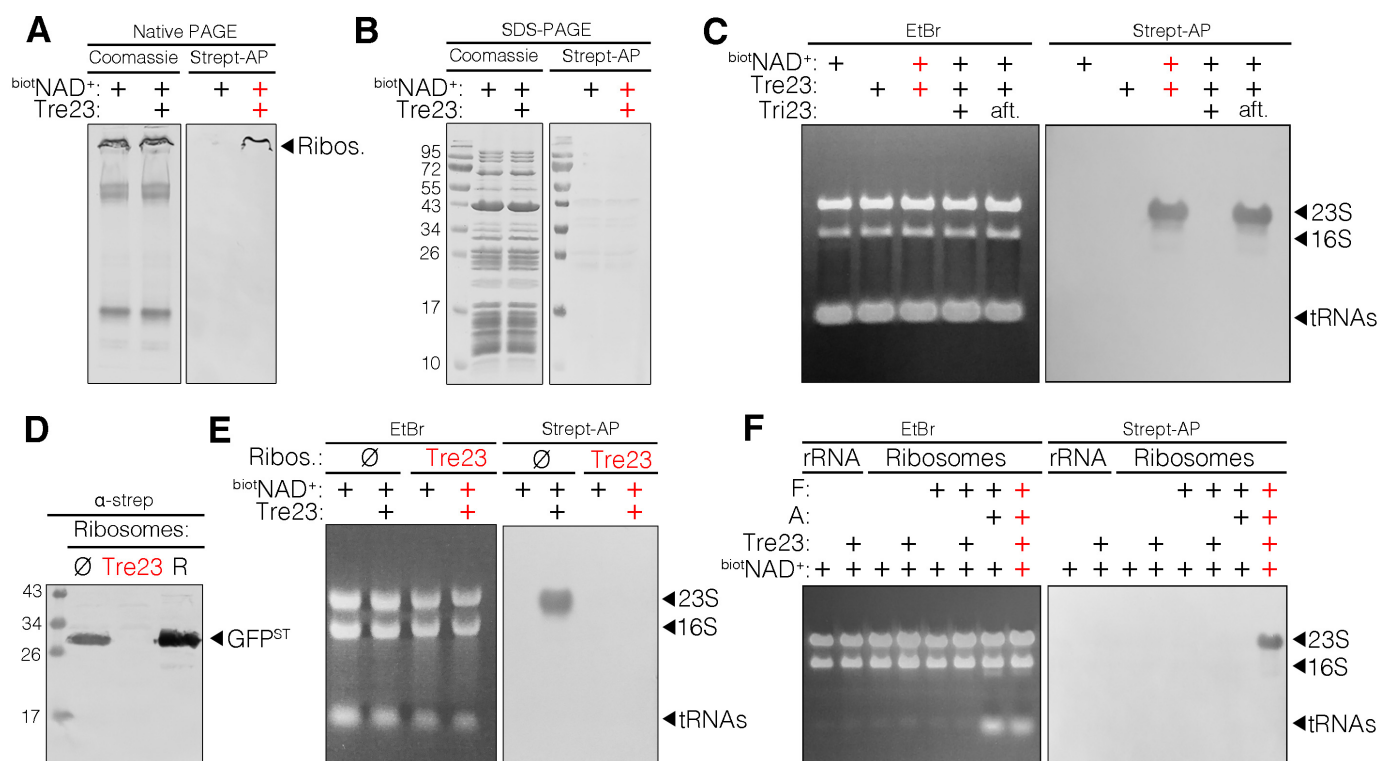 A
Native PAGE
Coomassie Strept-AP
biotNAD+: + + + +
Tre23: + +
Ribos.
B
SDS-PAGE
Coomassie Strept-AP
biotNAD+: + + + +
Tre23: + +
95
72
55
43
34
26
17
10
C
EtBr Strept-AP
biotNAD+: + + + + + + + +
Tre23: + + + + + + + +
Tri23: + aft. + aft.
23S
16S
tRNAs
D
α-strep
Ribosomes:
Ø Tre23 R
43
34
26
17
GFPST
E
EtBr Strept-AP
Ribos.: Ø Tre23 Ø Tre23
biotNAD+: + + + + + + + +
Tre23: + + + +
23S
16S
tRNAs
F
EtBr Strept-AP
rRNA Ribosomes rRNA Ribosomes
F: + + + + + + + +
A: + + + +
Tre23: + + + + + + + +
biotNAD+: + + + + + + + + + + + + + + + +
23S
16S
tRNAs